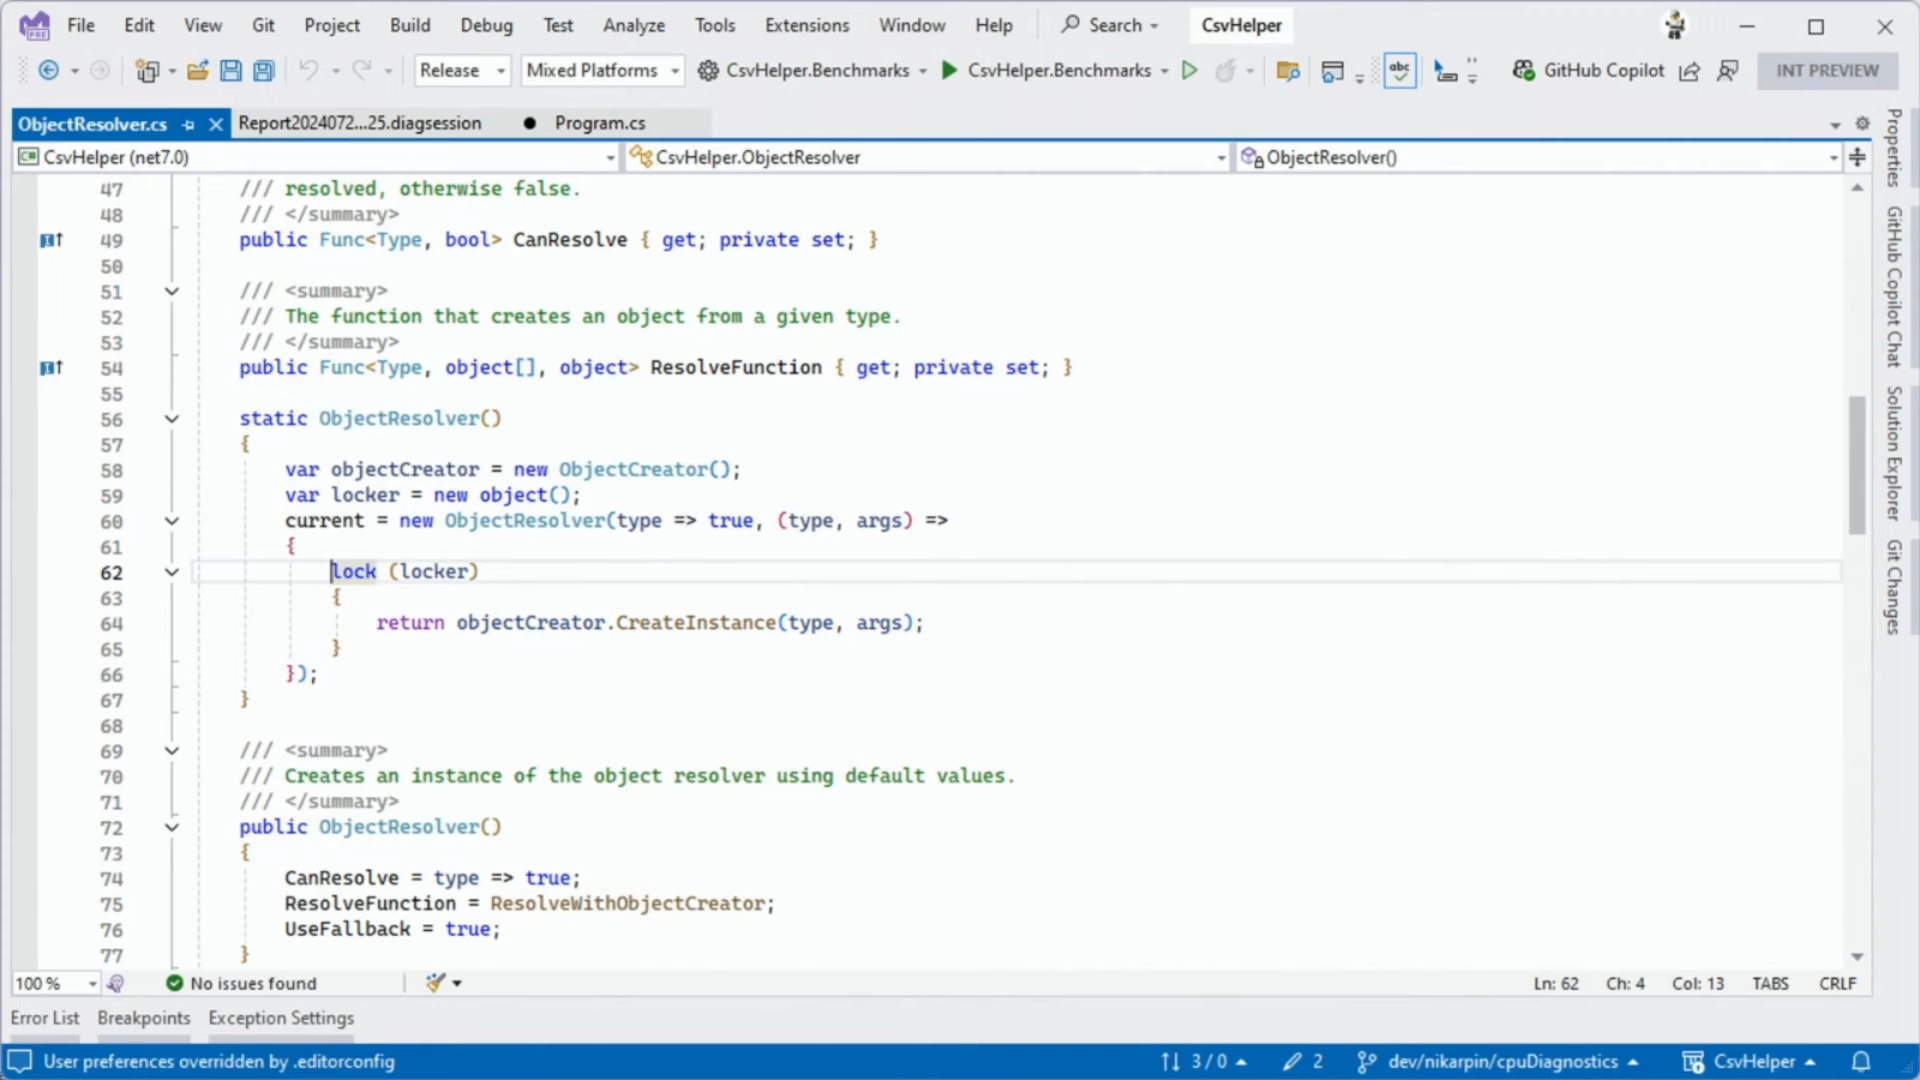 File Edit View Git Project Build Debug Test Analyze Tools Extensions Window Help Search CsvHelper
PRE
Release Mixed Platforms CsvHelper.Benchmarks CsvHelper.Benchmarks abc GitHub Copilot INT PREVIEW
ObjectResolver.cs Report2024072...25.diagsession Program.cs
C# CsvHelper (net7.0) CsvHelper.ObjectResolver ObjectResolver()
47 /// resolved, otherwise false.
48 /// </summary>
49 public Func<Type, bool> CanResolve { get; private set; }
50
51 /// <summary>
52 /// The function that creates an object from a given type.
53 /// </summary>
54 public Func<Type, object[], object> ResolveFunction { get; private set; }
55
56 static ObjectResolver()
57 {
58 var objectCreator = new ObjectCreator();
59 var locker = new object();
60 current = new ObjectResolver(type => true, (type, args) =>
61 {
62 lock (locker)
63 {
64 return objectCreator.CreateInstance(type, args);
65 }
66 });
67 }
68
69 /// <summary>
70 /// Creates an instance of the object resolver using default values.
71 /// </summary>
72 public ObjectResolver()
73 {
74 CanResolve = type => true;
75 ResolveFunction = ResolveWithObjectCreator;
76 UseFallback = true;
77 }
Properties
GitHub Copilot Chat
Solution Explorer
Git Changes
100 % No issues found Ln: 62 Ch: 4 Col: 13 TABS CRLF
Error List Breakpoints Exception Settings
User preferences overridden by .editorconfig 3 / 0 2 dev/nikarpin/cpuDiagnostics CsvHelper